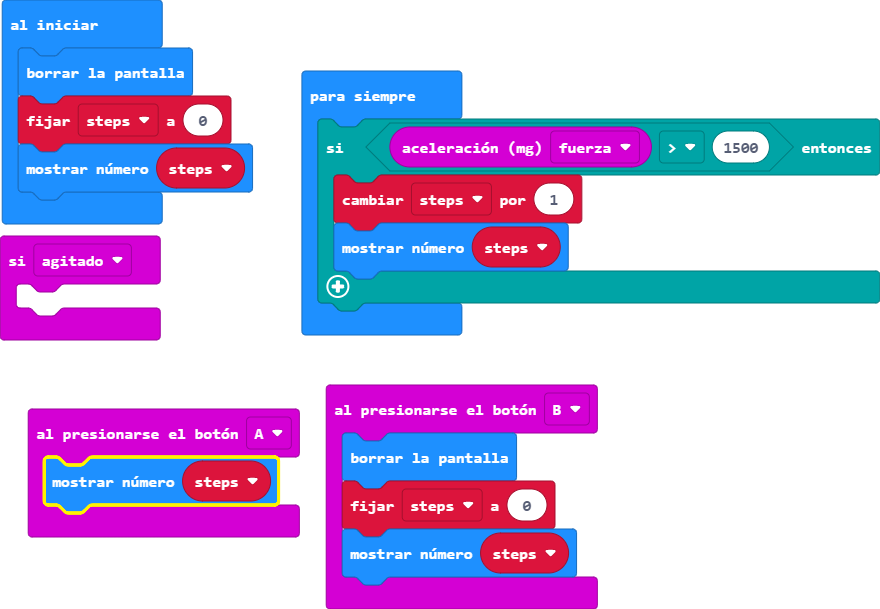 al iniciar
borrar la pantalla
fijar steps a 0
mostrar número steps
si agitado
para siempre
si aceleración (mg) fuerza > 1500 entonces
cambiar steps por 1
mostrar número steps
al presionarse el botón A
mostrar número steps
al presionarse el botón B
borrar la pantalla
fijar steps a 0
mostrar número steps